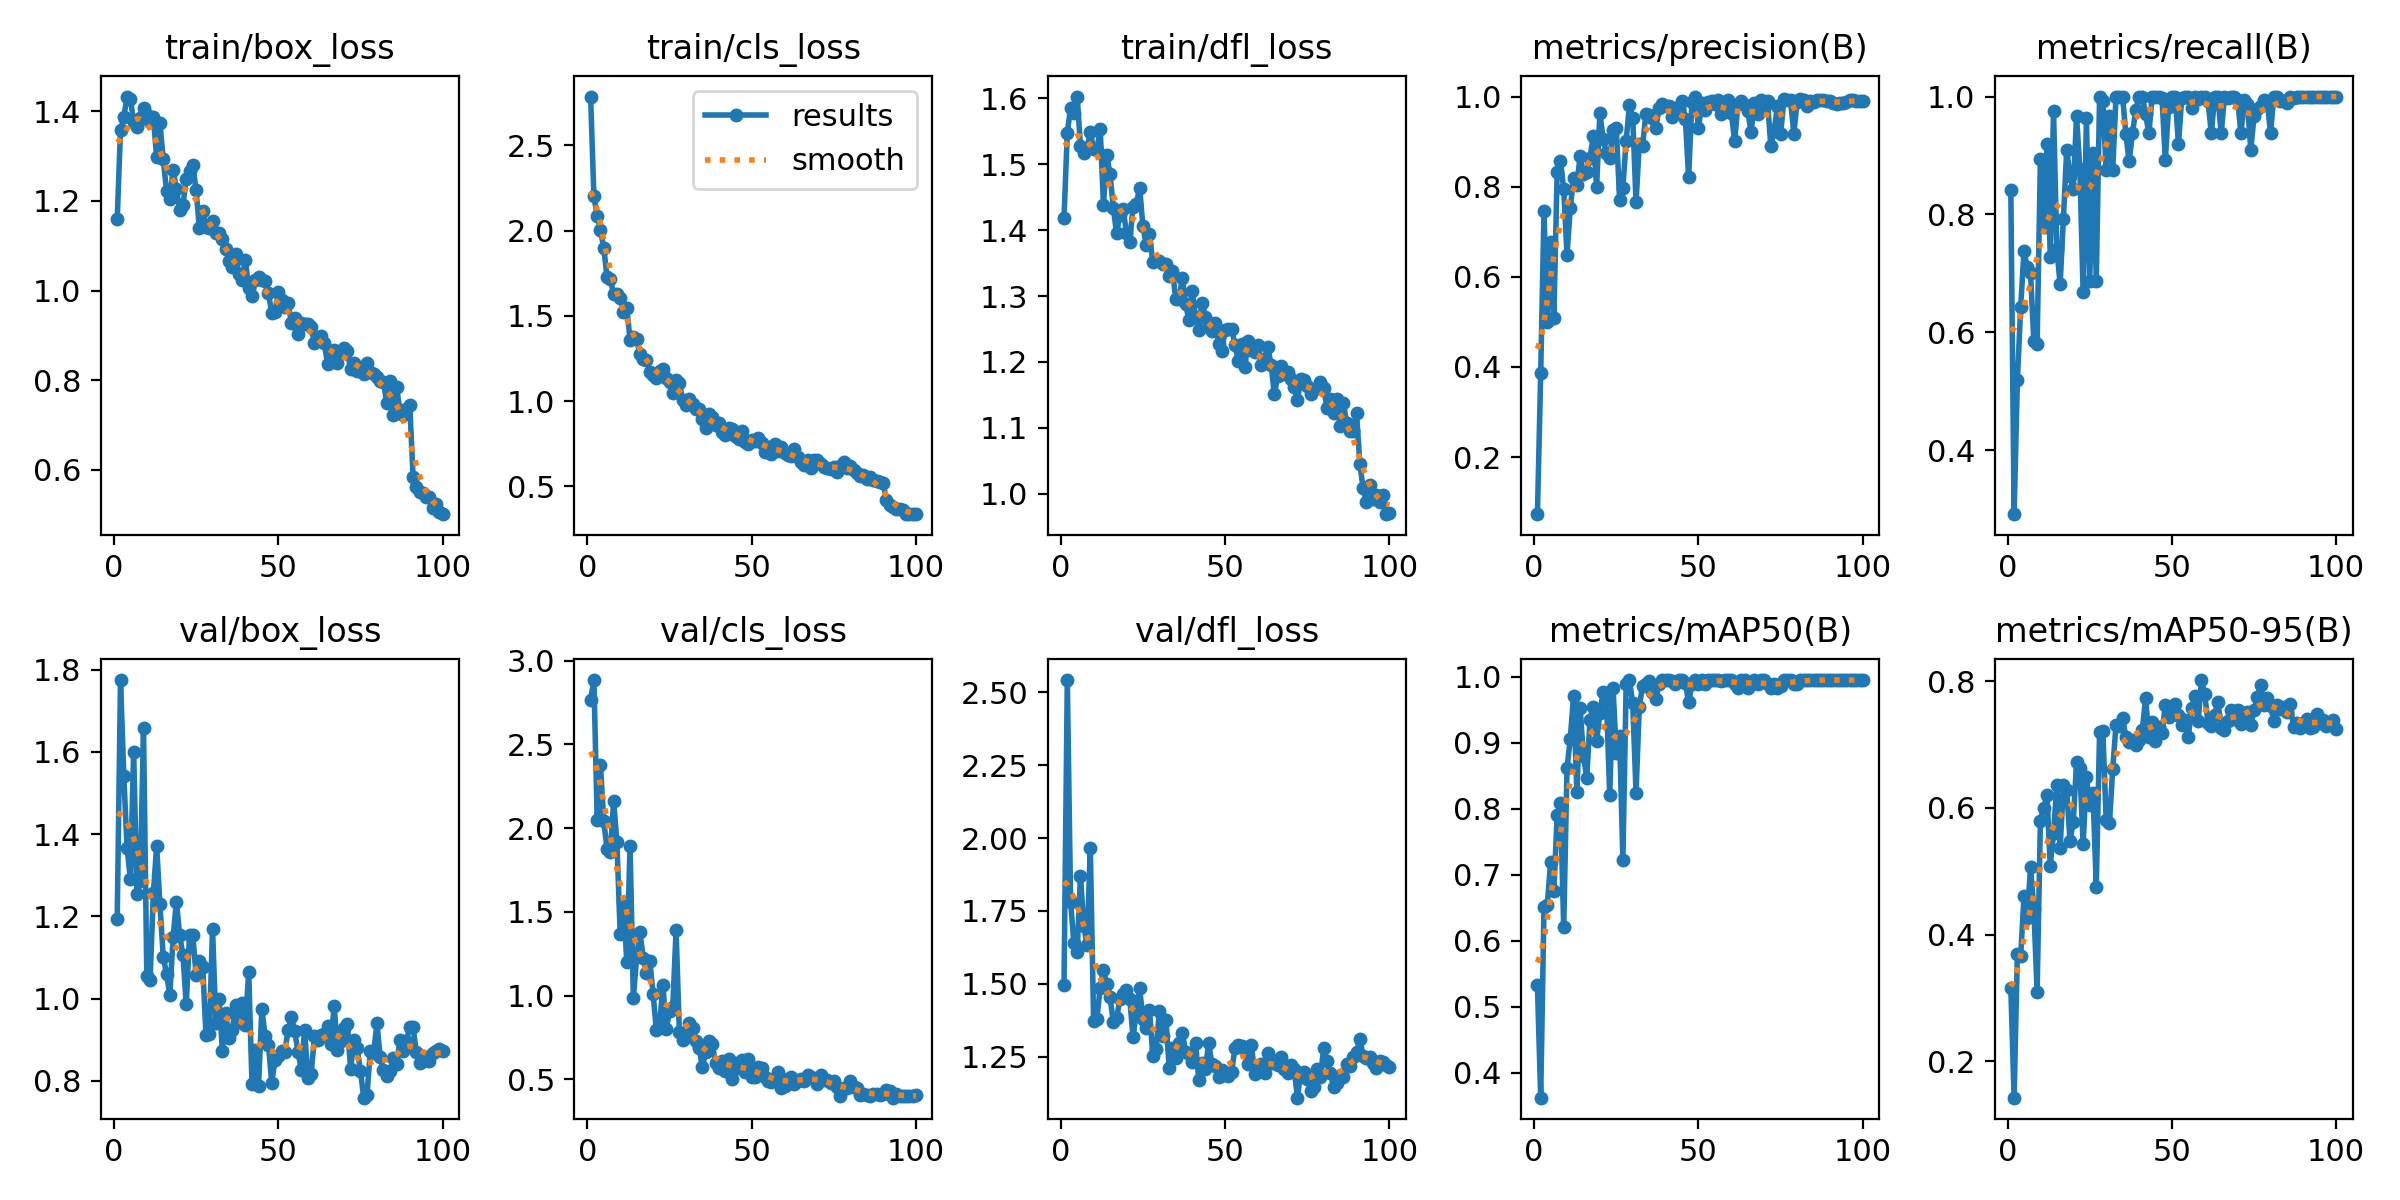 train/box_loss
1.4
1.2
1.0
0.8
0.6
0 50 100
train/cls_loss
results
smooth
2.5
2.0
1.5
1.0
0.5
0 50 100
train/dfl_loss
1.6
1.5
1.4
1.3
1.2
1.1
1.0
0 50 100
metrics/precision(B)
1.0
0.8
0.6
0.4
0.2
0 50 100
metrics/recall(B)
1.0
0.8
0.6
0.4
0 50 100
val/box_loss
1.8
1.6
1.4
1.2
1.0
0.8
0 50 100
val/cls_loss
3.0
2.5
2.0
1.5
1.0
0.5
0 50 100
val/dfl_loss
2.50
2.25
2.00
1.75
1.50
1.25
0 50 100
metrics/mAP50(B)
1.0
0.9
0.8
0.7
0.6
0.5
0.4
0 50 100
metrics/mAP50-95(B)
0.8
0.6
0.4
0.2
0 50 100